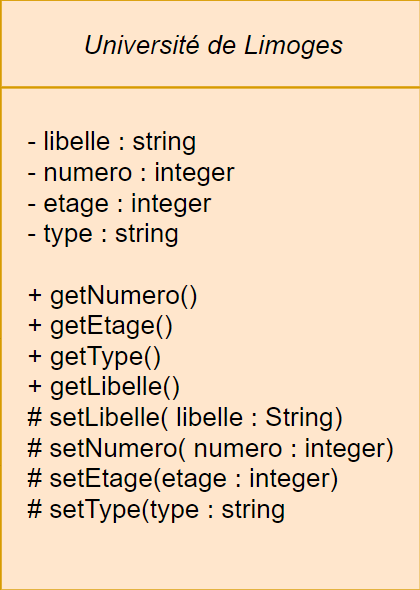 Université de Limoges
- libelle : string
- numero : integer
- etage : integer
- type : string
+ getNumero()
+ getEtage()
+ getType()
+ getLibelle()
# setLibelle( libelle : String)
# setNumero( numero : integer)
# setEtage(etage : integer)
# setType(type : string